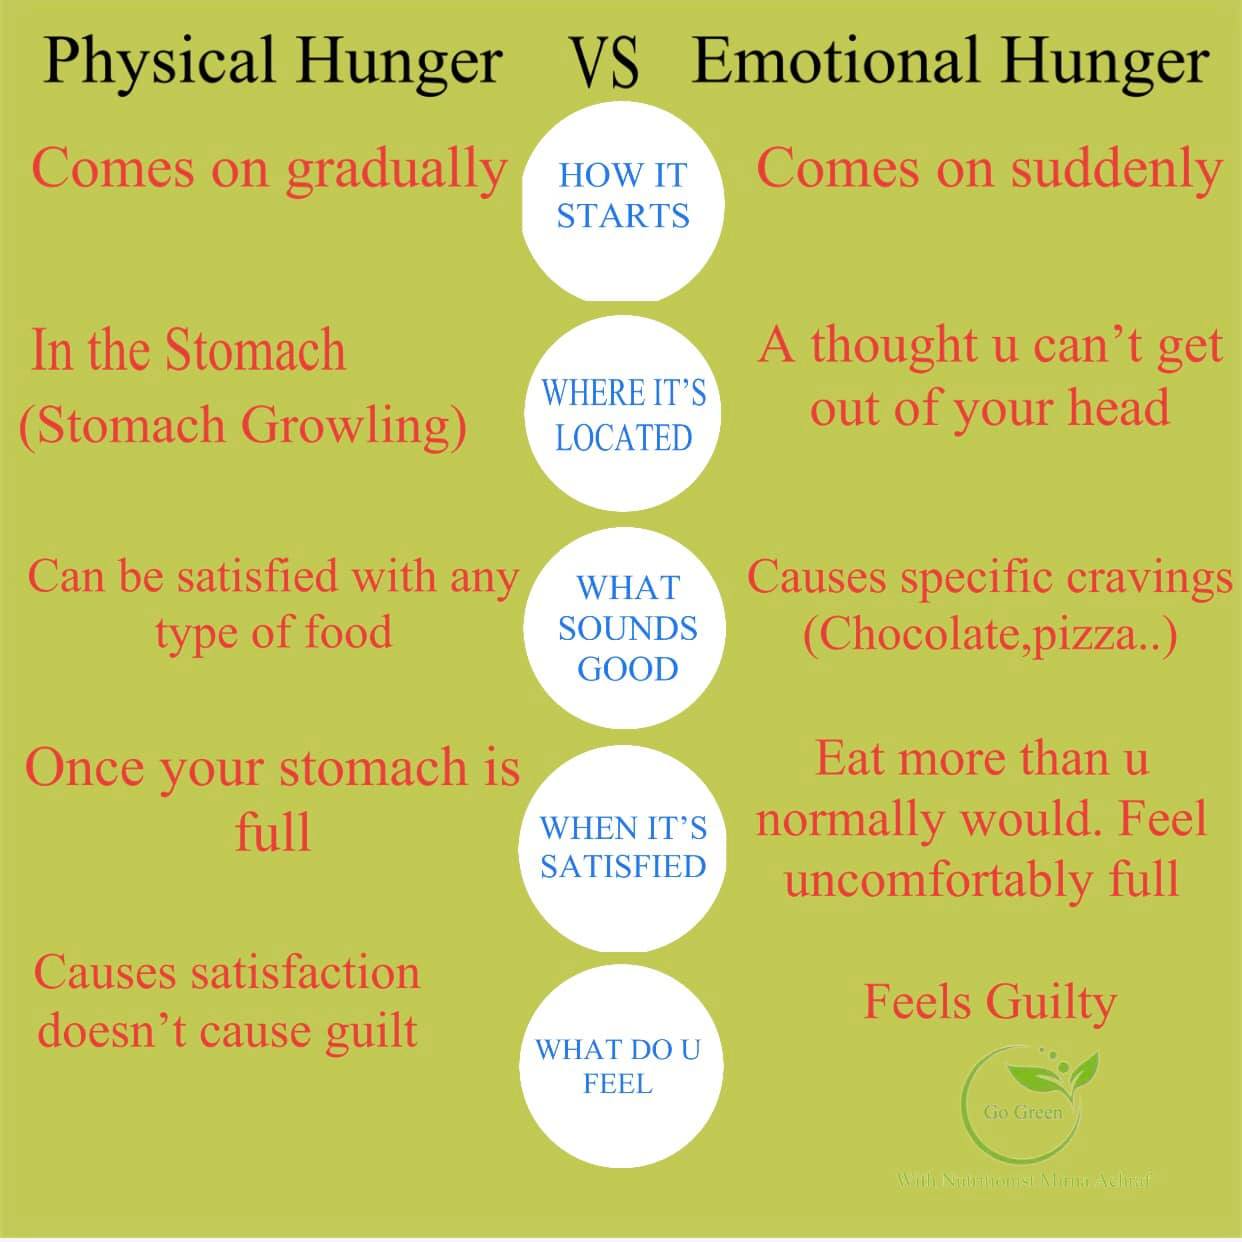 Physical Hunger VS Emotional Hunger
Comes on gradually
HOW IT
STARTS
Comes on suddenly
In the Stomach
(Stomach Growling)
WHERE IT’S
LOCATED
A thought u can’t get
out of your head
Can be satisfied with any
type of food
WHAT
SOUNDS
GOOD
Causes specific cravings
(Chocolate,pizza..)
Once your stomach is
full
WHEN IT’S
SATISFIED
Eat more than u
normally would. Feel
uncomfortably full
Causes satisfaction
doesn’t cause guilt
WHAT DO U
FEEL
Feels Guilty
Go Green
With Nutritionist Mirna Achraf